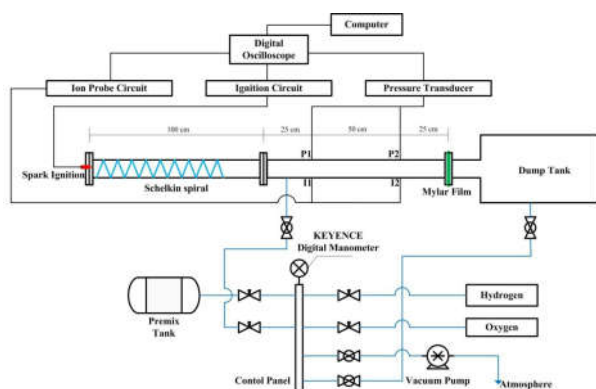 Computer
Digital
Oscilloscope
Ion Probe Circuit
Ignition Circuit
Pressure Transducer
100 cm
25 cm
50 cm
25 cm
P1
P2
Spark Ignition
Schelkin spiral
I1
I2
Mylar Film
Dump Tank
KEYENCE
Digital Manometer
Premix
Tank
Hydrogen
Oxygen
Contol Panel
Vacuum Pump
Atmosphere